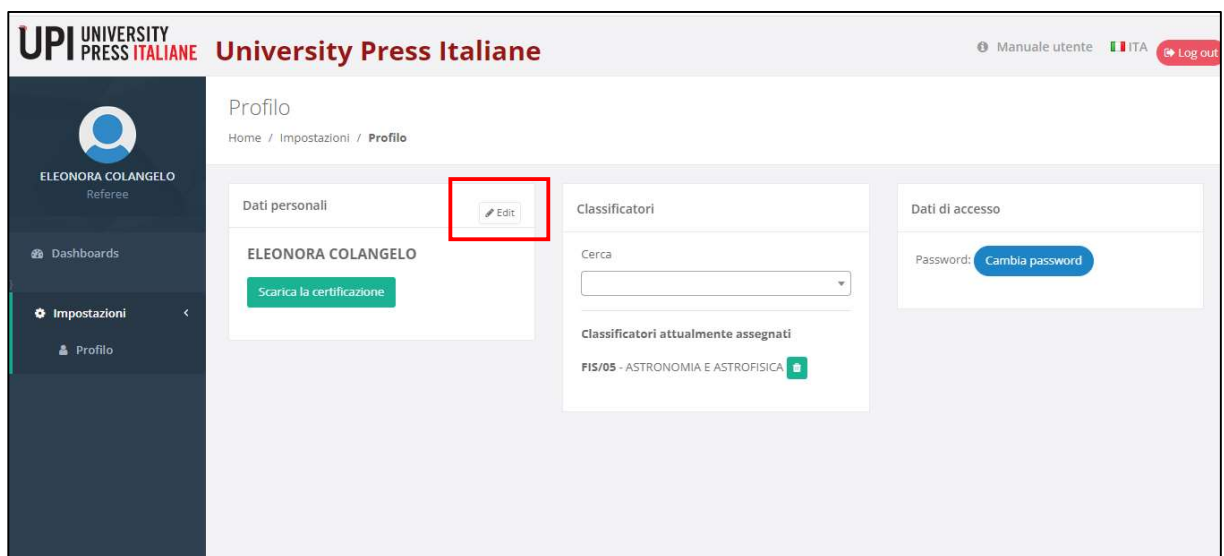 UPI UNIVERSITY
PRESS ITALIANE
University Press Italiane
Manuale utente
ITA
Log out
ELEONORA COLANGELO
Referee
Dashboards
Impostazioni
Profilo
Profilo
Home / Impostazioni / Profilo
Dati personali
Edit
ELEONORA COLANGELO
Scarica la certificazione
Classificatori
Cerca
Classificatori attualmente assegnati
FIS/05 - ASTRONOMIA E ASTROFISICA
Dati di accesso
Password: Cambia password